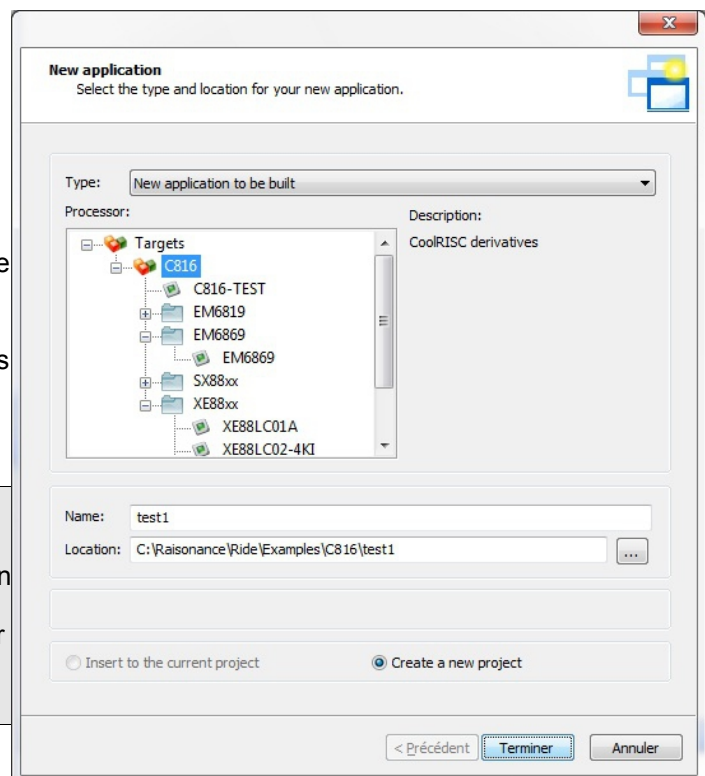 New application
Select the type and location for your new application.
Type: New application to be built
Processor:
Description:
Targets
CoolRISC derivatives
C816
C816-TEST
EM6819
EM6869
EM6869
SX88xx
XE88xx
XE88LC01A
XE88LC02-4KI
Name: test1
Location: C:\Raisonance\Ride\Examples\C816\test1
...
Insert to the current project
Create a new project
< Précédent
Terminer
Annuler